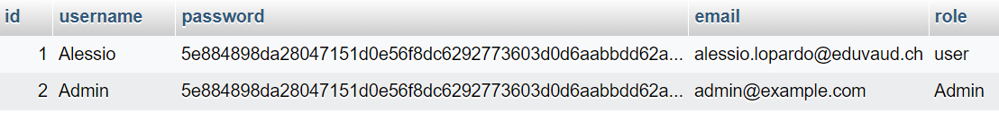 id username password email role
1 Alessio 5e884898da28047151d0e56f8dc6292773603d0d6aabbdd62a... alessio.lopardo@eduvaud.ch user
2 Admin 5e884898da28047151d0e56f8dc6292773603d0d6aabbdd62a... admin@example.com Admin